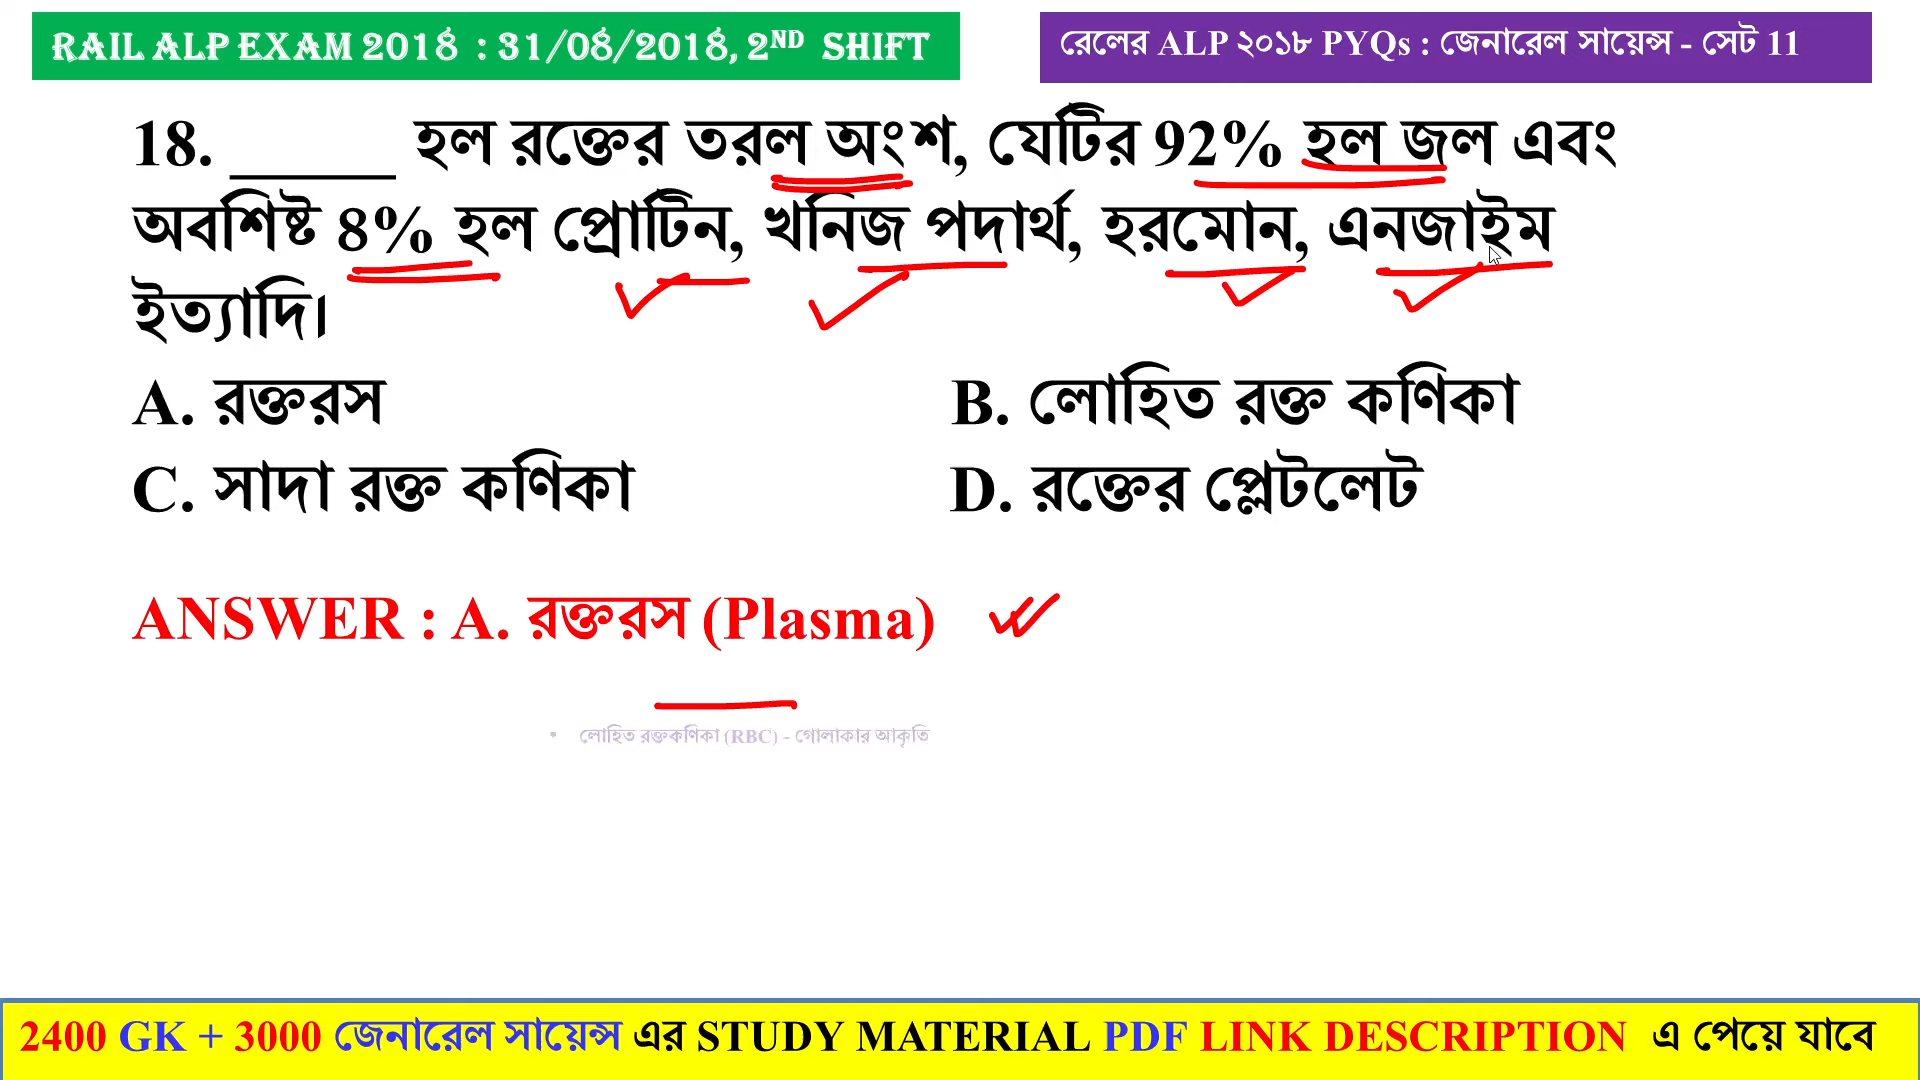 RAIL ALP EXAM 2018 : 31/08/2018, 2ND SHIFT
রেলের ALP ২০১৮ PYQs : জেনারেল সায়েন্স - সেট 11
18. _____ হল রক্তের তরল অংশ, যেটির 92% হল জল এবং
অবশিষ্ট 8% হল প্রোটিন, খনিজ পদার্থ, হরমোন, এনজাইম
ইত্যাদি।
A. রক্তরস B. লোহিত রক্ত কণিকা
C. সাদা রক্ত কণিকা D. রক্তের প্লেটলেট
ANSWER : A. রক্তরস (Plasma)
• লোহিত রক্তকণিকা (RBC) - গোলাকার আকৃতি
2400 GK + 3000 জেনারেল সায়েন্স এর STUDY MATERIAL PDF LINK DESCRIPTION এ পেয়ে যাবে